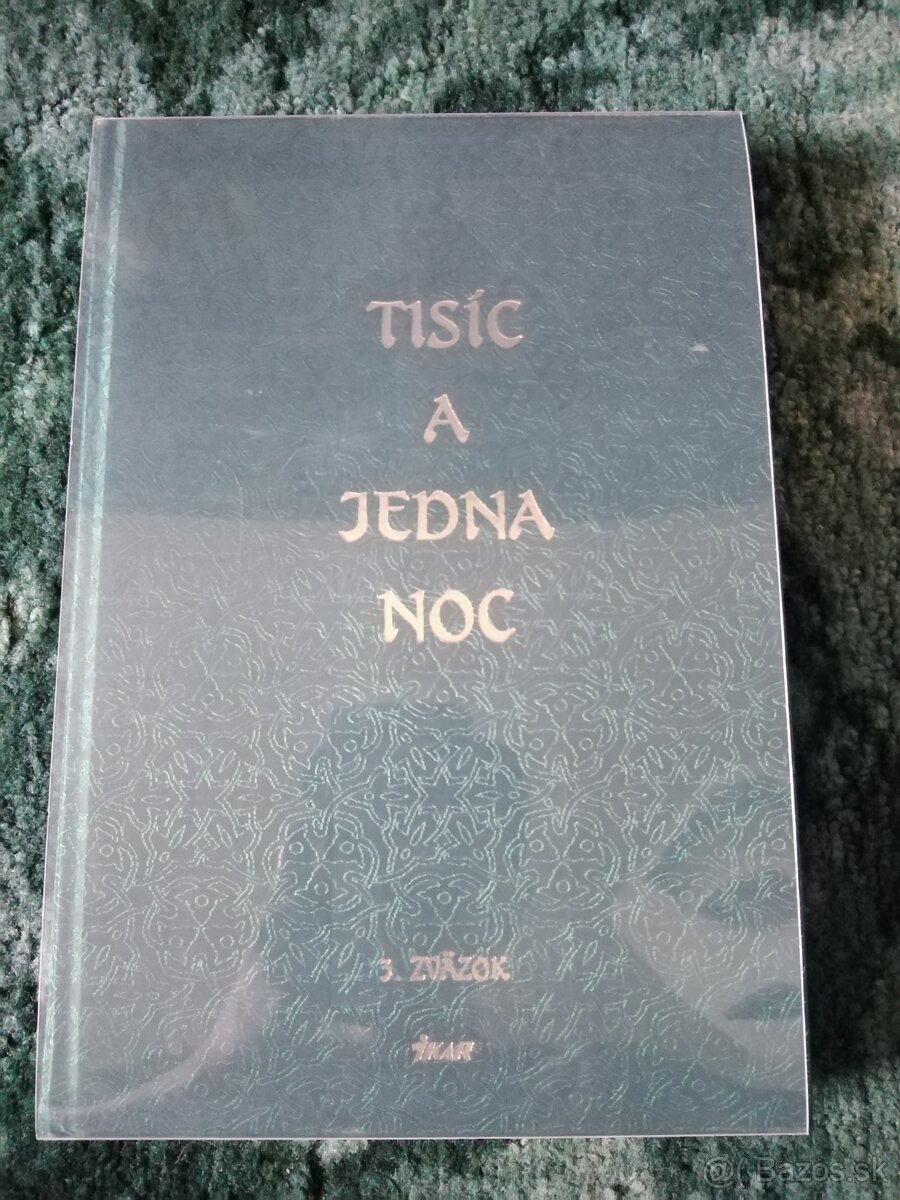 TISÍC
A
JEDNA
NOC
3. ZVÄZOK
IKAR
@( Bazos.sk